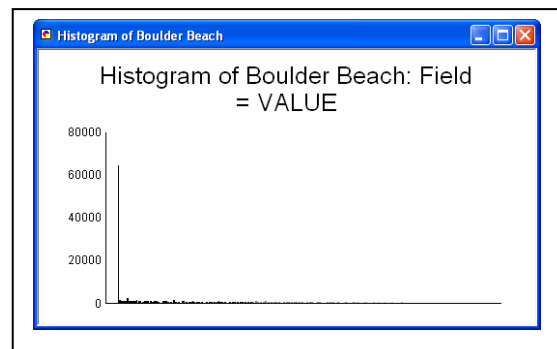 Histogram of Boulder Beach
Histogram of Boulder Beach: Field
= VALUE
80000
60000
40000
20000
0